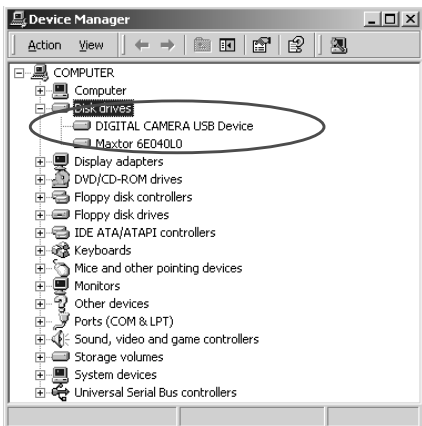 Device Manager
Action View
COMPUTER
Computer
Disk drives
DIGITAL CAMERA USB Device
Maxtor 6E040L0
Display adapters
DVD/CD-ROM drives
Floppy disk controllers
Floppy disk drives
IDE ATA/ATAPI controllers
Keyboards
Mice and other pointing devices
Monitors
Other devices
Ports (COM & LPT)
Sound, video and game controllers
Storage volumes
System devices
Universal Serial Bus controllers